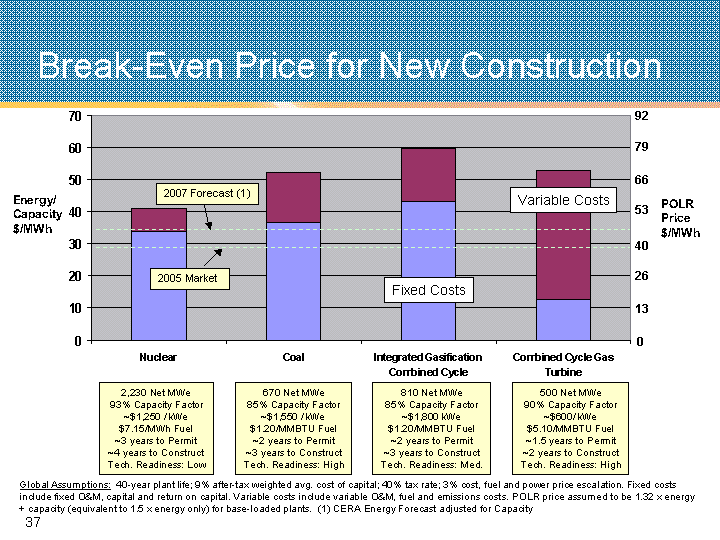 Break-Even Price for New Construction
70
60
50
40
30
20
10
0
Energy/
Capacity
$/MWh
92
79
66
53
40
26
13
0
POLR
Price
$/MWh
2007 Forecast (1)
2005 Market
Variable Costs
Fixed Costs
Nuclear
Coal
Integrated Gasification
Combined Cycle
Combined Cycle Gas
Turbine
2,230 Net MWe
93% Capacity Factor
~$1,250 /kWe
$7.15/MWh Fuel
~3 years to Permit
~4 years to Construct
Tech. Readiness: Low
670 Net MWe
85% Capacity Factor
~$1,550 /kWe
$1.20/MMBTU Fuel
~2 years to Permit
~3 years to Construct
Tech. Readiness: High
810 Net MWe
85% Capacity Factor
~$1,800 kWe
$1.20/MMBTU Fuel
~2 years to Permit
~3 years to Construct
Tech. Readiness: Med.
500 Net MWe
90% Capacity Factor
~$600/kWe
$5.10/MMBTU Fuel
~1.5 years to Permit
~2 years to Construct
Tech. Readiness: High
Global Assumptions: 40-year plant life; 9% after-tax weighted avg. cost of capital; 40% tax rate; 3% cost, fuel and power price escalation. Fixed costs
include fixed O&M, capital and return on capital. Variable costs include variable O&M, fuel and emissions costs. POLR price assumed to be 1.32 x energy
+ capacity (equivalent to 1.5 x energy only) for base-loaded plants. (1) CERA Energy Forecast adjusted for Capacity
37